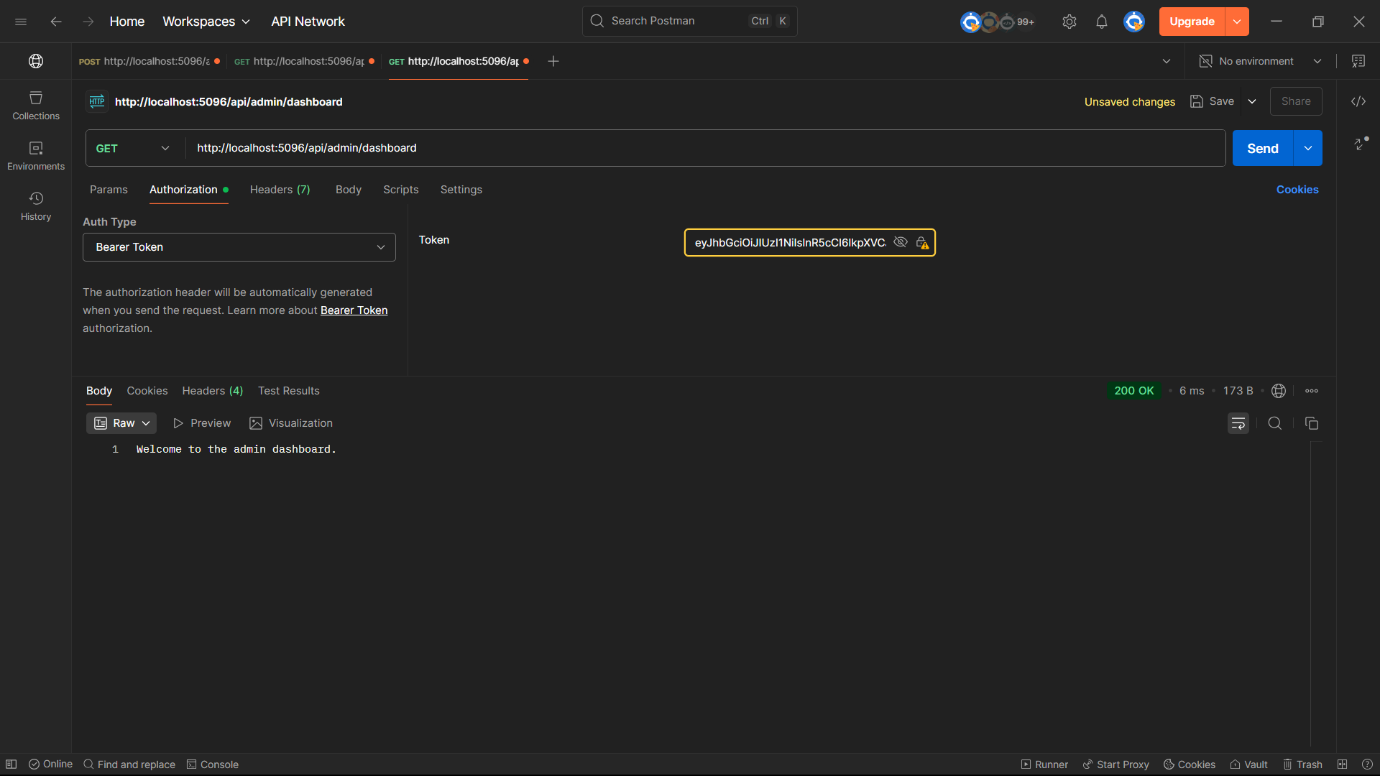 Home Workspaces API Network Search Postman Ctrl K 99+ Upgrade
POST http://localhost:5096/a GET http://localhost:5096/ap GET http://localhost:5096/ap No environment
HTTP http://localhost:5096/api/admin/dashboard Unsaved changes Save Share
GET http://localhost:5096/api/admin/dashboard Send
Collections
Environments
History
Params Authorization Headers (7) Body Scripts Settings Cookies
Auth Type
Bearer Token
Token eyJhbGciOiJIUzI1NiIsInR5cCI6IkpXVC.
The authorization header will be automatically generated
when you send the request. Learn more about Bearer Token
authorization.
Body Cookies Headers (4) Test Results 200 OK 6 ms 173 B
Raw Preview Visualization
1 Welcome to the admin dashboard.
Online Find and replace Console Runner Start Proxy Cookies Vault Trash